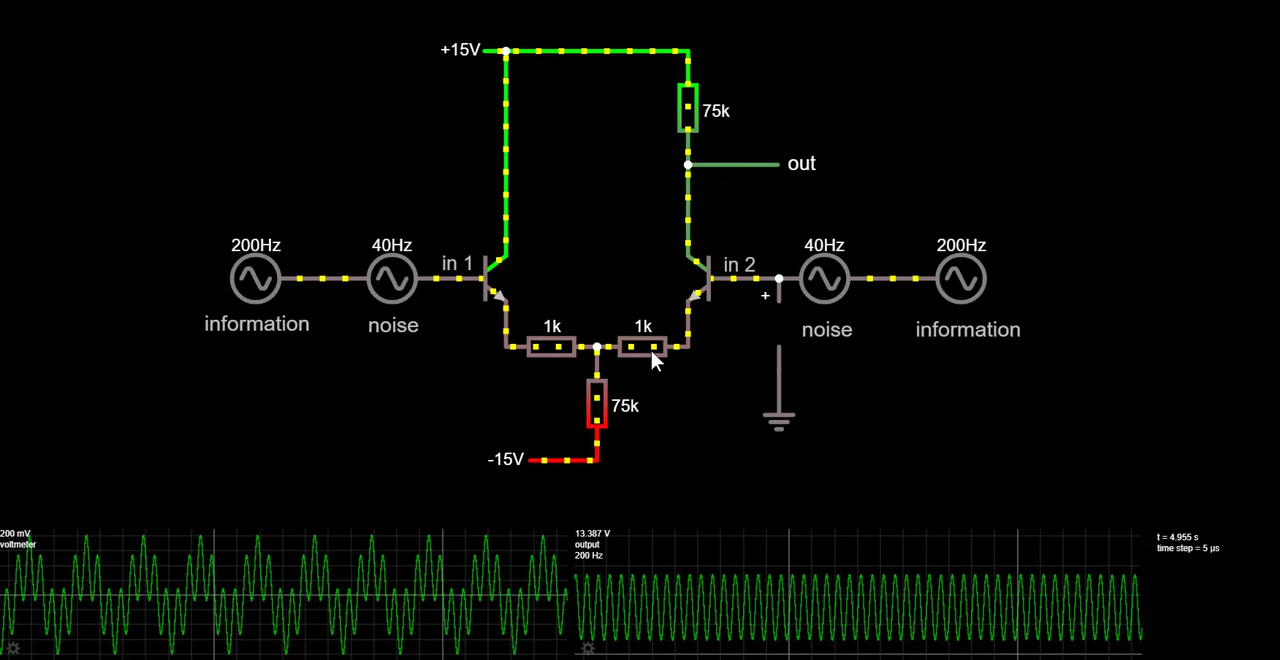 +15V
75k
out
200Hz
40Hz
in 1
in 2
40Hz
200Hz
+
information
noise
noise
information
1k
1k
75k
-15V
200 mV
voltmeter
13.387 V
output
200 Hz
t = 4.955 s
time step = 5 µs